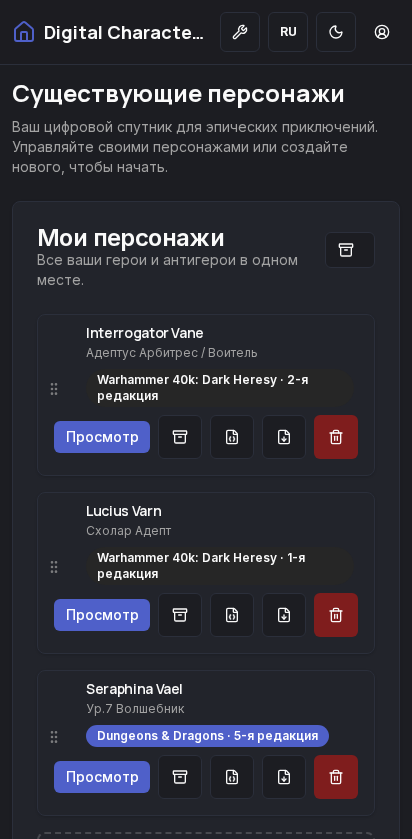 Digital Characte...
RU
Существующие персонажи
Ваш цифровой спутник для эпических приключений.
Управляйте своими персонажами или создайте
нового, чтобы начать.
Мои персонажи
Все ваши герои и антигерои в одном
месте.
Interrogator Vane
Адептус Арбитрес / Воитель
Warhammer 40k: Dark Heresy · 2-я
редакция
Просмотр
Lucius Varn
Схолар Адепт
Warhammer 40k: Dark Heresy · 1-я
редакция
Просмотр
Seraphina Vael
Ур.7 Волшебник
Dungeons & Dragons · 5-я редакция
Просмотр